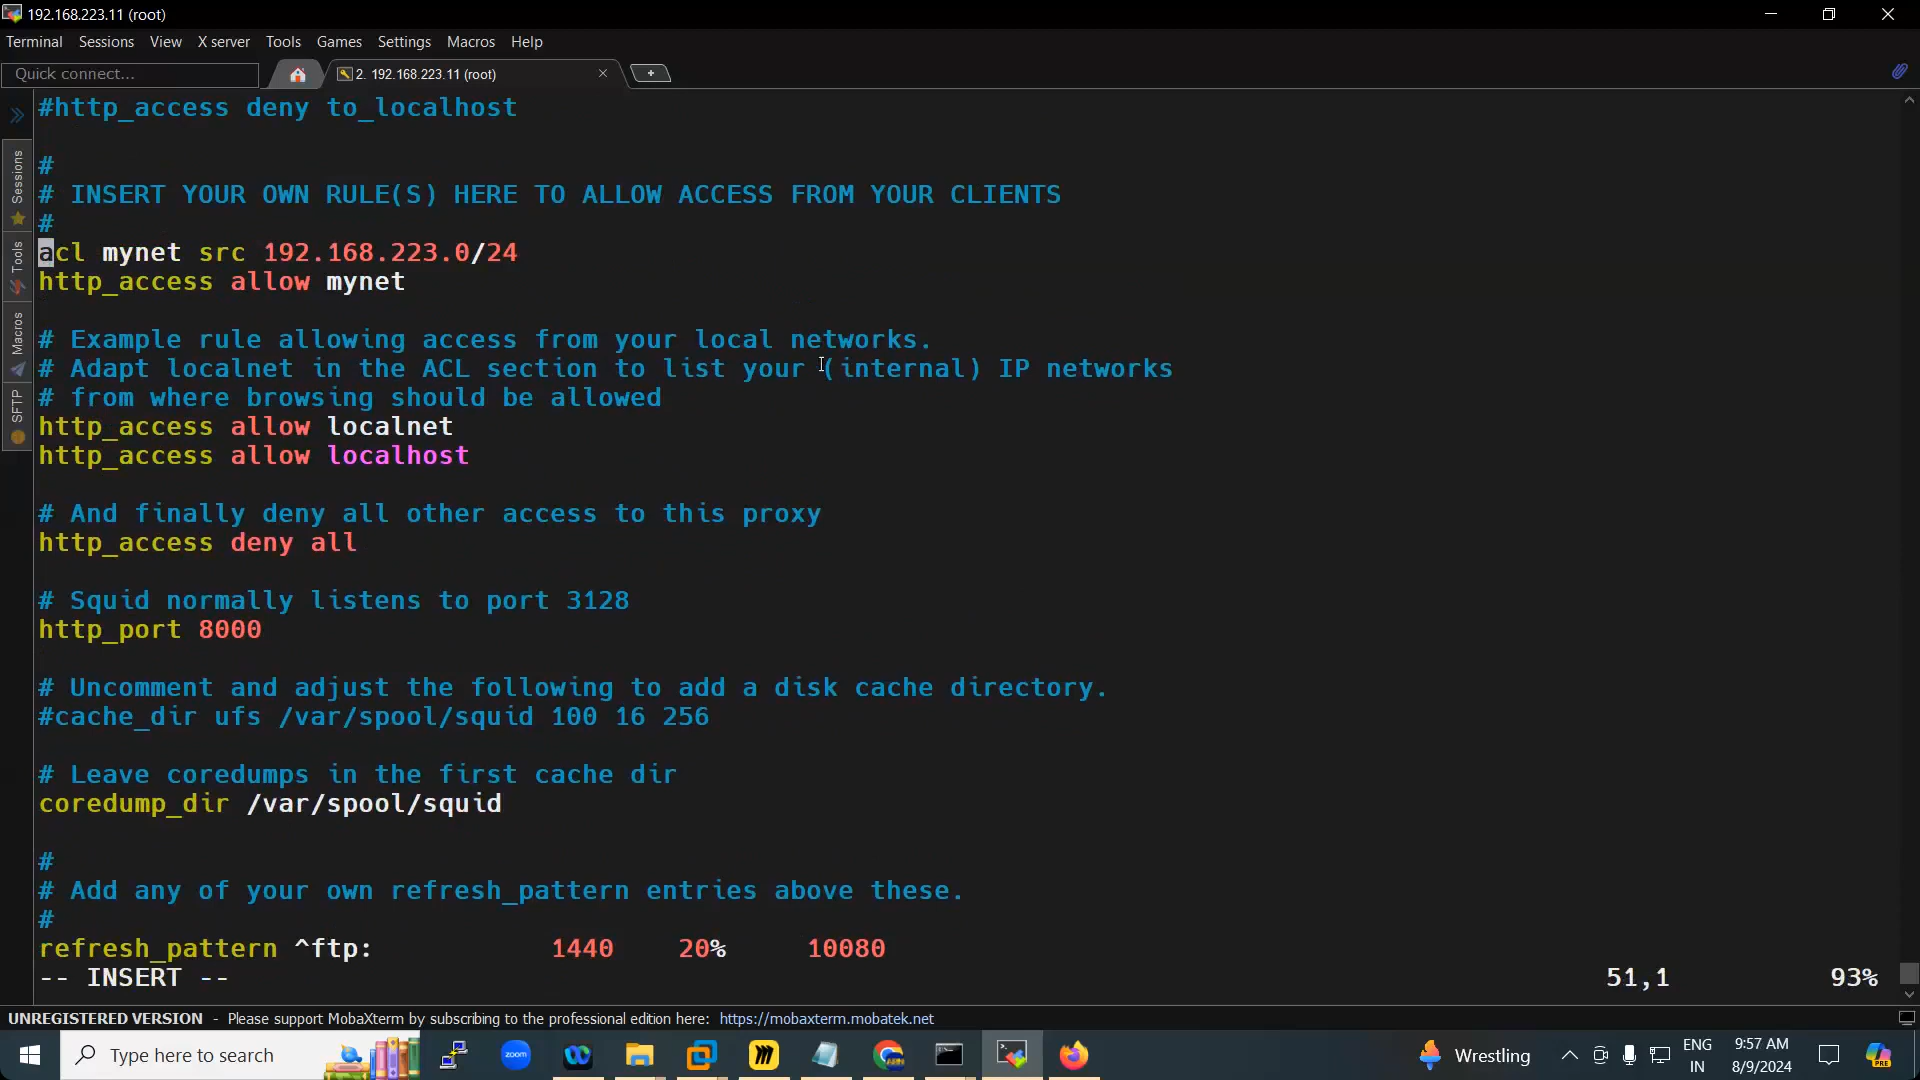 192.168.223.11 (root)
Terminal Sessions View X server Tools Games Settings Macros Help
Quick connect... 2. 192.168.223.11 (root)
Sessions
Tools
Macros
SFTP
#http_access deny to_localhost
#
# INSERT YOUR OWN RULE(S) HERE TO ALLOW ACCESS FROM YOUR CLIENTS
#
acl mynet src 192.168.223.0/24
http_access allow mynet
# Example rule allowing access from your local networks.
# Adapt localnet in the ACL section to list your (internal) IP networks
# from where browsing should be allowed
http_access allow localnet
http_access allow localhost
# And finally deny all other access to this proxy
http_access deny all
# Squid normally listens to port 3128
http_port 8000
# Uncomment and adjust the following to add a disk cache directory.
#cache_dir ufs /var/spool/squid 100 16 256
# Leave coredumps in the first cache dir
coredump_dir /var/spool/squid
#
# Add any of your own refresh_pattern entries above these.
#
refresh_pattern ^ftp: 1440 20% 10080
-- INSERT -- 51,1 93%
UNREGISTERED VERSION - Please support MobaXterm by subscribing to the professional edition here: https://mobaxterm.mobatek.net
Type here to search zoom Wrestling ENG IN 9:57 AM 8/9/2024 PRE